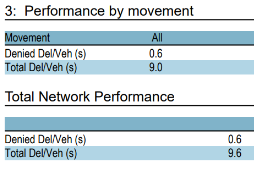 3: Performance by movement
Movement All
Denied Del/Veh (s) 0.6
Total Del/Veh (s) 9.0
Total Network Performance
Denied Del/Veh (s) 0.6
Total Del/Veh (s) 9.6